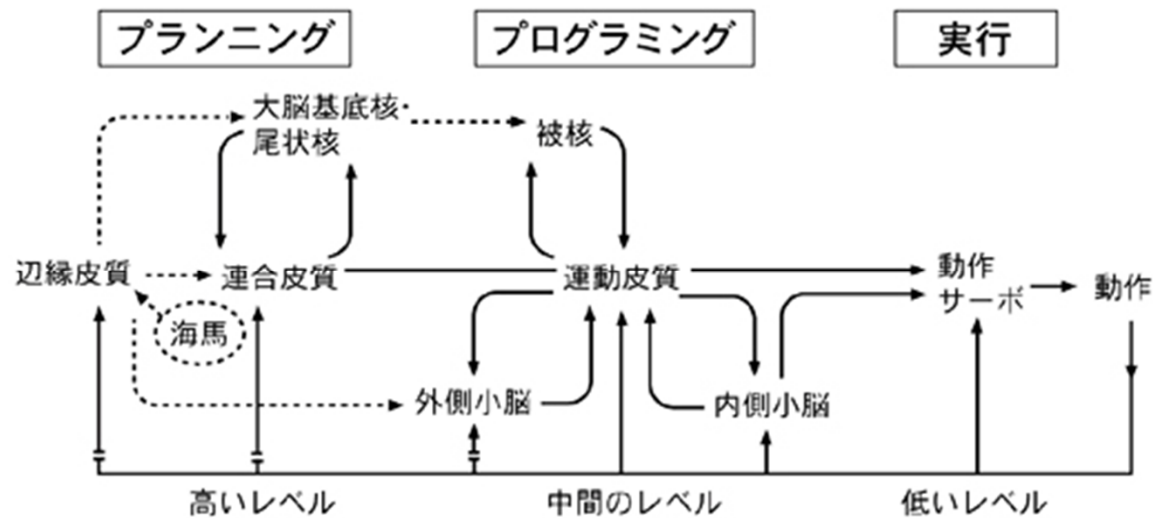 プランニング
プログラミング
実行
大脳基底核・
尾状核
被核
辺縁皮質
連合皮質
運動皮質
動作
サーボ
動作
海馬
外側小脳
内側小脳
高いレベル
中間のレベル
低いレベル